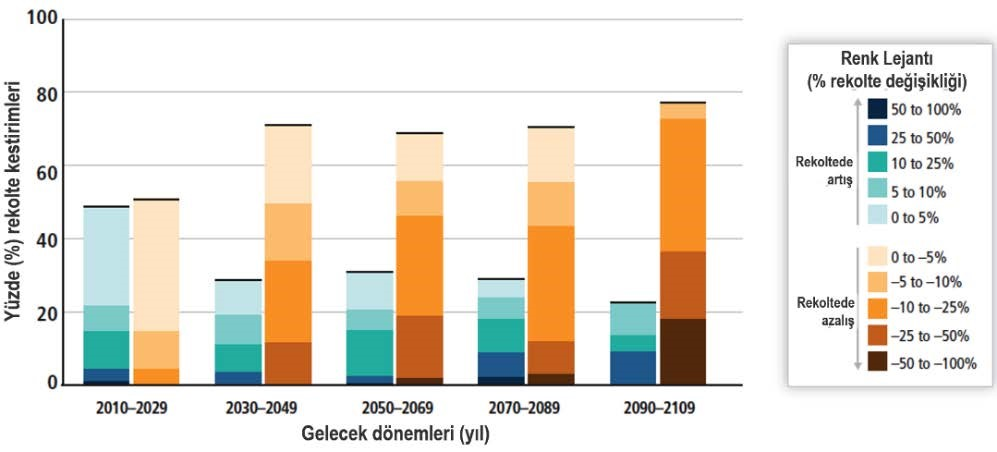 Yüzde (%) rekolte kestirimleri
100
80
60
40
20
0
2010–2029
2030–2049
2050–2069
2070–2089
2090–2109
Gelecek dönemleri (yıl)
Renk Lejantı
(% rekolte değişikliği)
Rekoltede
artış
50 to 100%
25 to 50%
10 to 25%
5 to 10%
0 to 5%
Rekoltede
azalış
0 to –5%
–5 to –10%
–10 to –25%
–25 to –50%
–50 to –100%